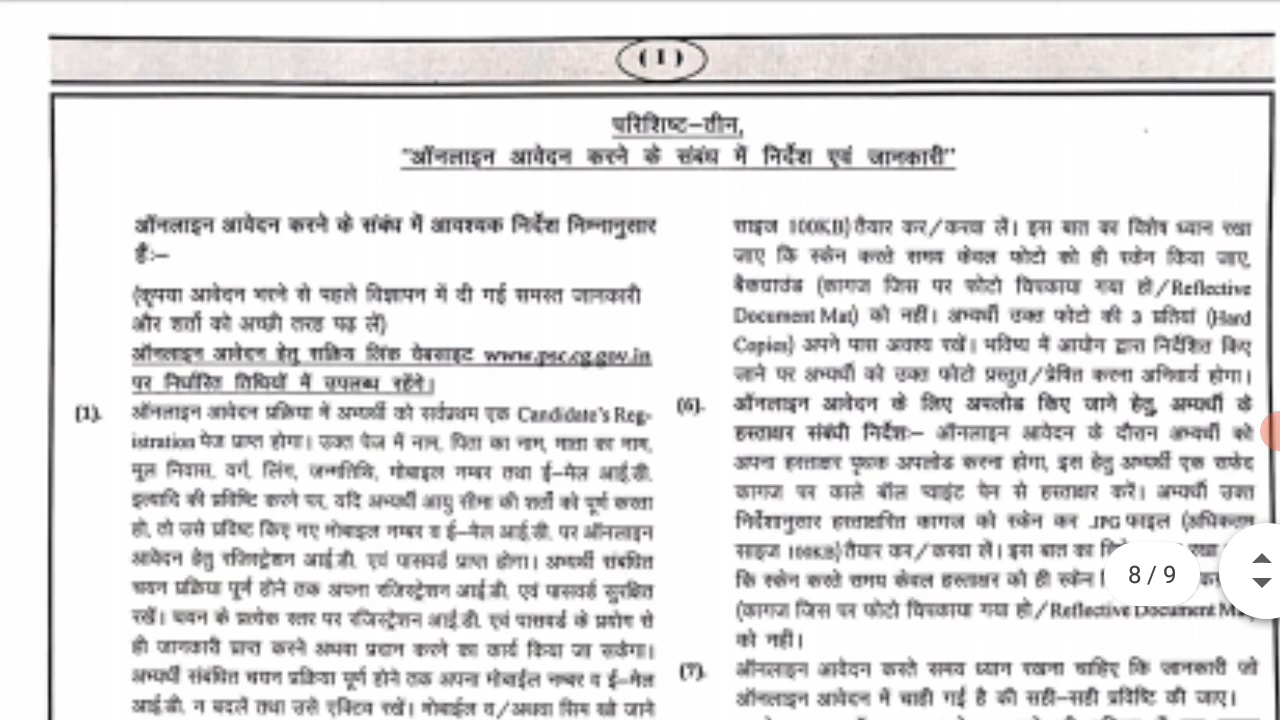 (1)
परिशिष्ट–तीन,
"ऑनलाइन आवेदन करने के संबंध में निर्देश एवं जानकारी"
ऑनलाइन आवेदन करने के संबंध में आवश्यक निर्देश निम्नानुसार
हैं:–
(कृपया आवेदन भरने से पहले विज्ञापन में दी गई समस्त जानकारी
और शर्तों को अच्छी तरह पढ़ लें)
ऑनलाइन आवेदन हेतु सक्रिय लिंक वेबसाइट www.psc.cg.gov.in
पर निर्धारित तिथियों में उपलब्ध रहेंगे।
(1). ऑनलाइन आवेदन प्रक्रिया में अभ्यर्थी को सर्वप्रथम एक Candidate's Reg-
istration पेज प्राप्त होगा। उक्त पेज में नाम, पिता का नाम, माता का नाम,
मूल निवास, वर्ग, लिंग, जन्मतिथि, मोबाइल नम्बर तथा ई–मेल आई.डी.
इत्यादि की प्रविष्टि करने पर, यदि अभ्यर्थी आयु सीमा की शर्तों को पूर्ण करता
हो, तो उसे प्रविष्ट किए गए मोबाइल नम्बर व ई–मेल आई.डी. पर ऑनलाइन
आवेदन हेतु रजिस्ट्रेशन आई.डी. एवं पासवर्ड प्राप्त होगा। अभ्यर्थी संबंधित
चयन प्रक्रिया पूर्ण होने तक अपना रजिस्ट्रेशन आई.डी. एवं पासवर्ड सुरक्षित
रखें। चयन के प्रत्येक स्तर पर रजिस्ट्रेशन आई.डी. एवं पासवर्ड के प्रयोग से
ही जानकारी प्राप्त करने अथवा प्रदान करने का कार्य किया जा सकेगा।
अभ्यर्थी संबंधित चयन प्रक्रिया पूर्ण होने तक अपना मोबाईल नम्बर व ई–मेल
आई.डी. न बदलें तथा उसे एक्टिव रखें। मोबाईल व/अथवा सिम खो जाने
साइज 100KB) तैयार कर/करवा लें। इस बात का विशेष ध्यान रखा
जाए कि स्केन करते समय केवल फोटो को ही स्केन किया जाए,
बैकग्राउंड (कागज जिस पर फोटो चिपकाया गया हो/Reflective
Document Mat) को नहीं। अभ्यर्थी उक्त फोटो की 3 प्रतियां (Hard
Copies) अपने पास अवश्य रखें। भविष्य में आयोग द्वारा निर्देशित किए
जाने पर अभ्यर्थी को उक्त फोटो प्रस्तुत/प्रेषित करना अनिवार्य होगा।
(6). ऑनलाइन आवेदन के लिए अपलोड किए जाने हेतु, अभ्यर्थी के
हस्ताक्षर संबंधी निर्देश:– ऑनलाइन आवेदन के दौरान अभ्यर्थी को
अपना हस्ताक्षर पृथक अपलोड करना होगा, इस हेतु अभ्यर्थी एक सफेद
कागज पर काले बॉल प्वाइंट पेन से हस्ताक्षर करें। अभ्यर्थी उक्त
निर्देशानुसार हस्ताक्षरित कागज को स्केन कर JPG फाइल (अधिकतम
साइज 100KB) तैयार कर/करवा लें। इस बात का रखा
कि स्केन करते समय केवल हस्ताक्षर को ही स्केन
(कागज जिस पर फोटो चिपकाया गया हो/Reflective Document
को नहीं।
(7). ऑनलाइन आवेदन करते समय ध्यान रखना चाहिए कि जानकारी जो
ऑनलाइन आवेदन में चाही गई है की सही–सही प्रविष्टि की जाए।
8 / 9